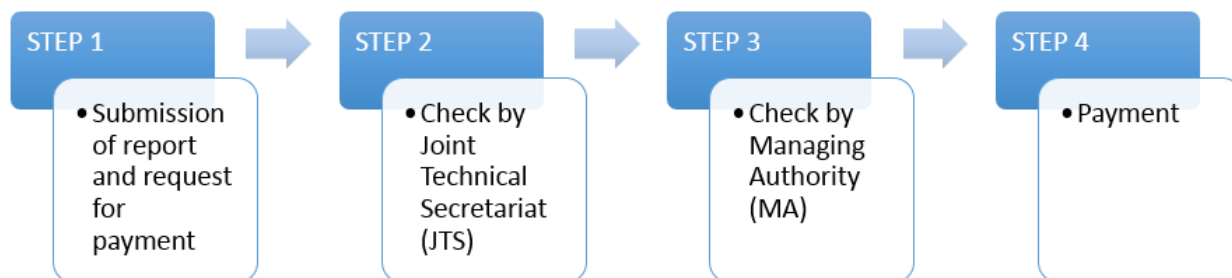 STEP 1
• Submission
of report
and request
for
payment
STEP 2
• Check by
Joint
Technical
Secretariat
(JTS)
STEP 3
• Check by
Managing
Authority
(MA)
STEP 4
• Payment